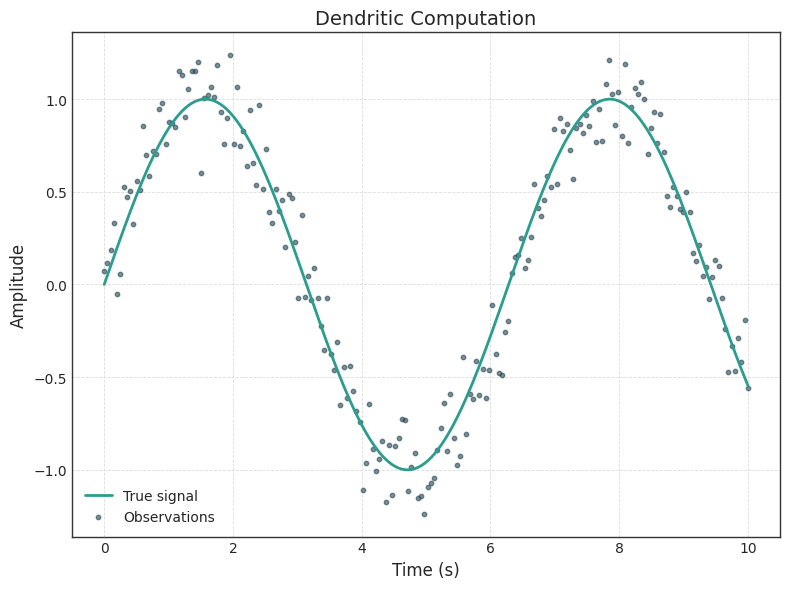 Dendritic Computation
Amplitude
1.0
0.5
0.0
−0.5
−1.0
True signal
Observations
0 2 4 6 8 10
Time (s)